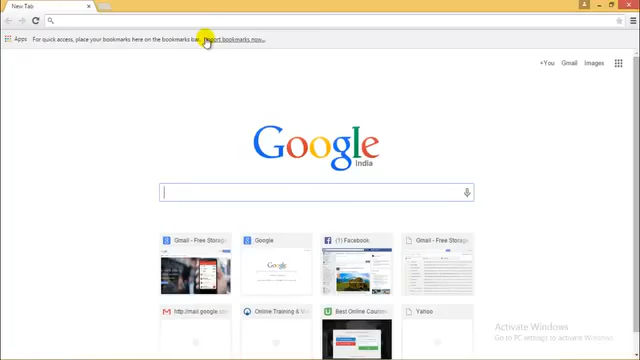 New Tab
Apps For quick access, place your bookmarks here on the bookmarks bar. Import bookmarks now...
+You Gmail Images
Google
India
Gmail - Free Storag
Google
(1) Facebook
Gmail - Free Storag
http://mail.google.co
Online Training & M
Best Online Cours
Yahoo
Activate Windows
Go to PC settings to activate Windows.